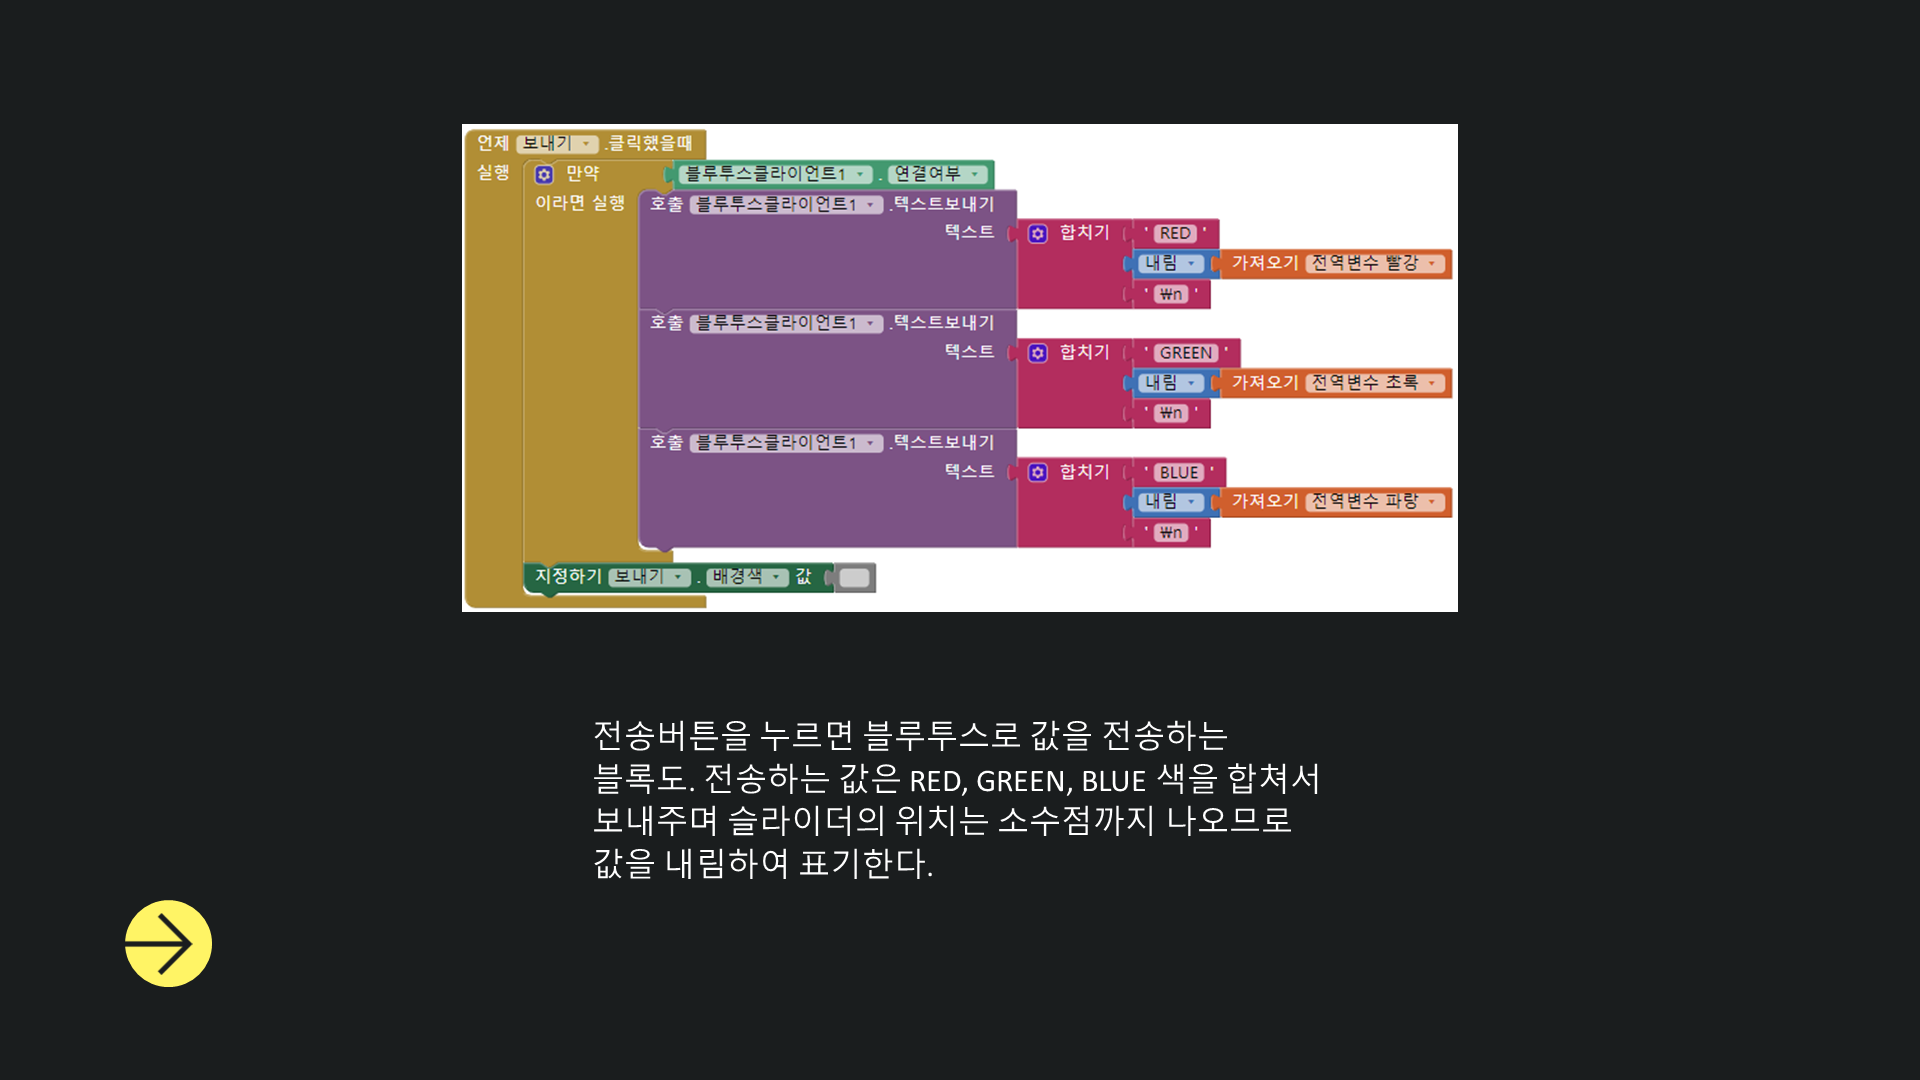 언제 보내기 .클릭했을때
실행 만약 블루투스클라이언트1 . 연결여부
이라면 실행 호출 블루투스클라이언트1 .텍스트보내기
텍스트 합치기 ' RED '
내림 가져오기 전역변수 빨강
' ₩n '
호출 블루투스클라이언트1 .텍스트보내기
텍스트 합치기 ' GREEN '
내림 가져오기 전역변수 초록
' ₩n '
호출 블루투스클라이언트1 .텍스트보내기
텍스트 합치기 ' BLUE '
내림 가져오기 전역변수 파랑
' ₩n '
지정하기 보내기 . 배경색 값
전송버튼을 누르면 블루투스로 값을 전송하는
블록도. 전송하는 값은 RED, GREEN, BLUE 색을 합쳐서
보내주며 슬라이더의 위치는 소수점까지 나오므로
값을 내림하여 표기한다.